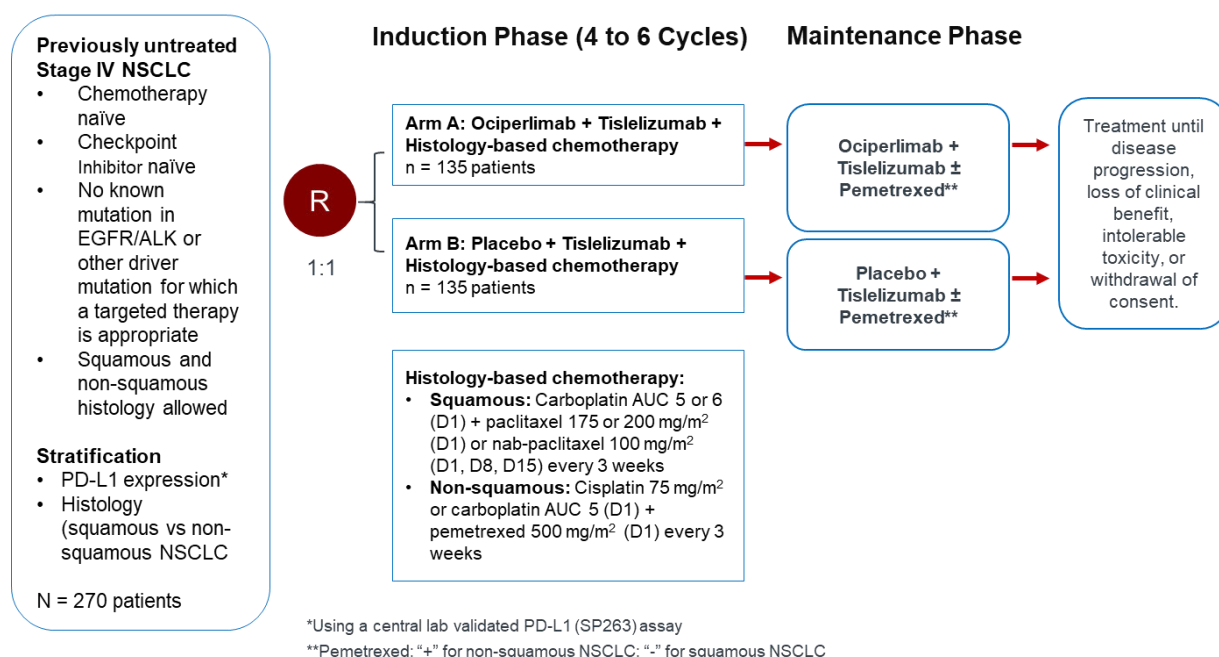 Previously untreated
Stage IV NSCLC
• Chemotherapy
naïve
• Checkpoint
Inhibitor naïve
• No known
mutation in
EGFR/ALK or
other driver
mutation for which
a targeted therapy
is appropriate
• Squamous and
non-squamous
histology allowed
Stratification
• PD-L1 expression*
• Histology
(squamous vs non-
squamous NSCLC
N = 270 patients
R
1:1
Induction Phase (4 to 6 Cycles)
Arm A: Ociperlimab + Tislelizumab +
Histology-based chemotherapy
n = 135 patients
Arm B: Placebo + Tislelizumab +
Histology-based chemotherapy
n = 135 patients
Histology-based chemotherapy:
• Squamous: Carboplatin AUC 5 or 6
(D1) + paclitaxel 175 or 200 mg/m²
(D1) or nab-paclitaxel 100 mg/m²
(D1, D8, D15) every 3 weeks
• Non-squamous: Cisplatin 75 mg/m²
or carboplatin AUC 5 (D1) +
pemetrexed 500 mg/m² (D1) every 3
weeks
Maintenance Phase
Ociperlimab +
Tislelizumab ±
Pemetrexed**
Placebo +
Tislelizumab ±
Pemetrexed**
Treatment until
disease
progression,
loss of clinical
benefit,
intolerable
toxicity, or
withdrawal of
consent.
*Using a central lab validated PD-L1 (SP263) assay
**Pemetrexed: “+” for non-squamous NSCLC; “-” for squamous NSCLC